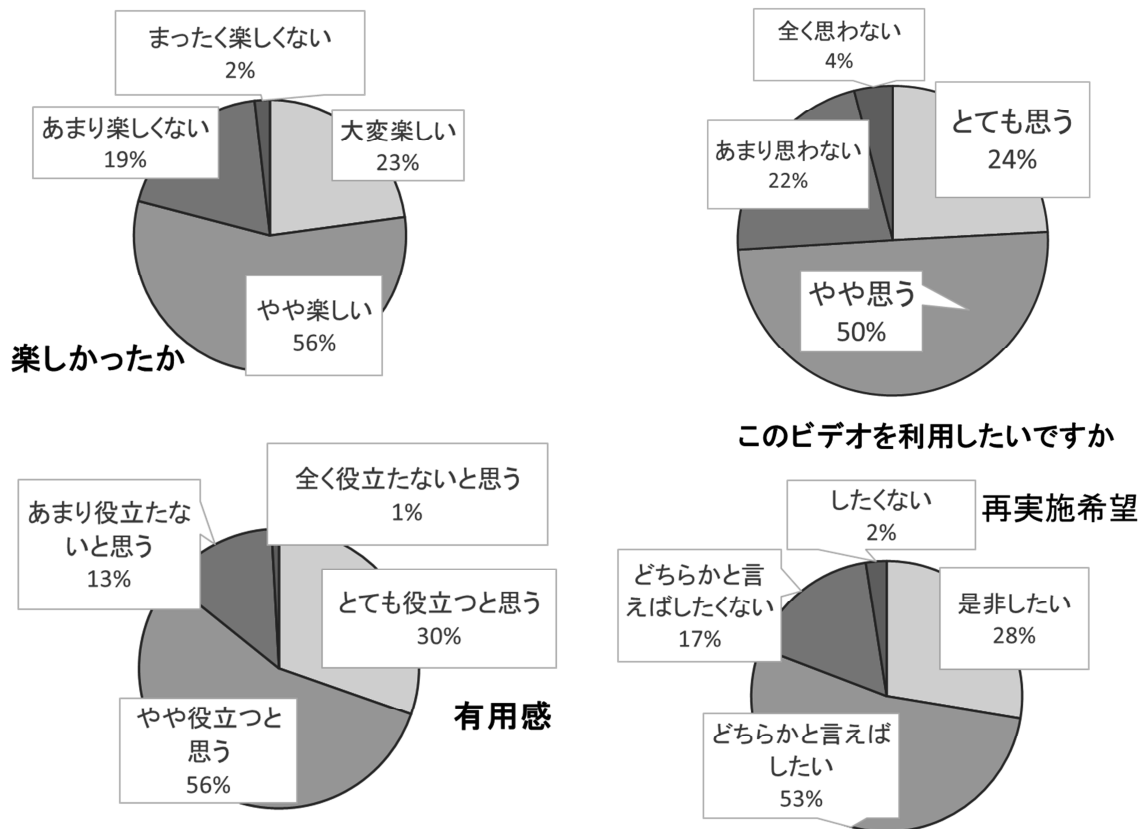 まったく楽しくない
2%
あまり楽しくない
19%
大変楽しい
23%
やや楽しい
56%
楽しかったか
全く思わない
4%
とても思う
24%
あまり思わない
22%
やや思う
50%
このビデオを利用したいですか
全く役立たないと思う
1%
あまり役立たな
いと思う
13%
とても役立つと思う
30%
やや役立つと
思う
56%
有用感
したくない
2%
再実施希望
どちらかと言
えばしたくない
17%
是非したい
28%
どちらかと言えば
したい
53%